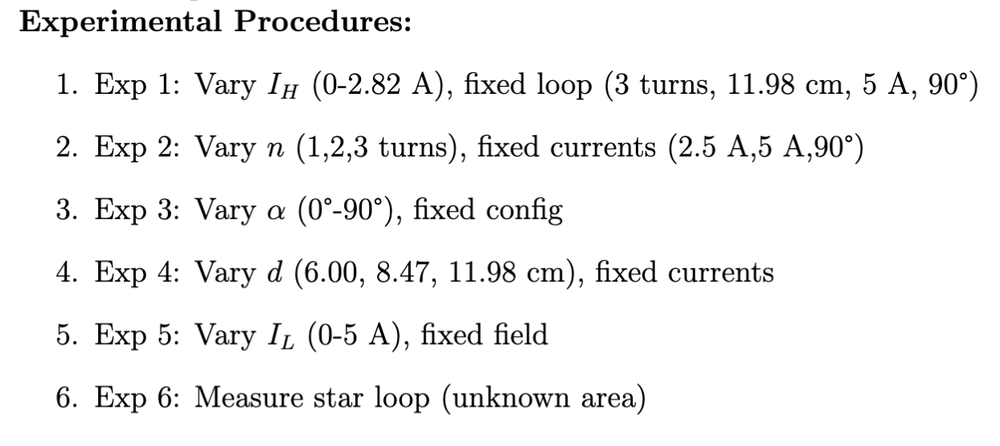 Experimental Procedures:
1. Exp 1: Vary I_H (0-2.82 A), fixed loop (3 turns, 11.98 cm, 5 A, 90°)
2. Exp 2: Vary n (1,2,3 turns), fixed currents (2.5 A,5 A,90°)
3. Exp 3: Vary α (0°-90°), fixed config
4. Exp 4: Vary d (6.00, 8.47, 11.98 cm), fixed currents
5. Exp 5: Vary I_L (0-5 A), fixed field
6. Exp 6: Measure star loop (unknown area)